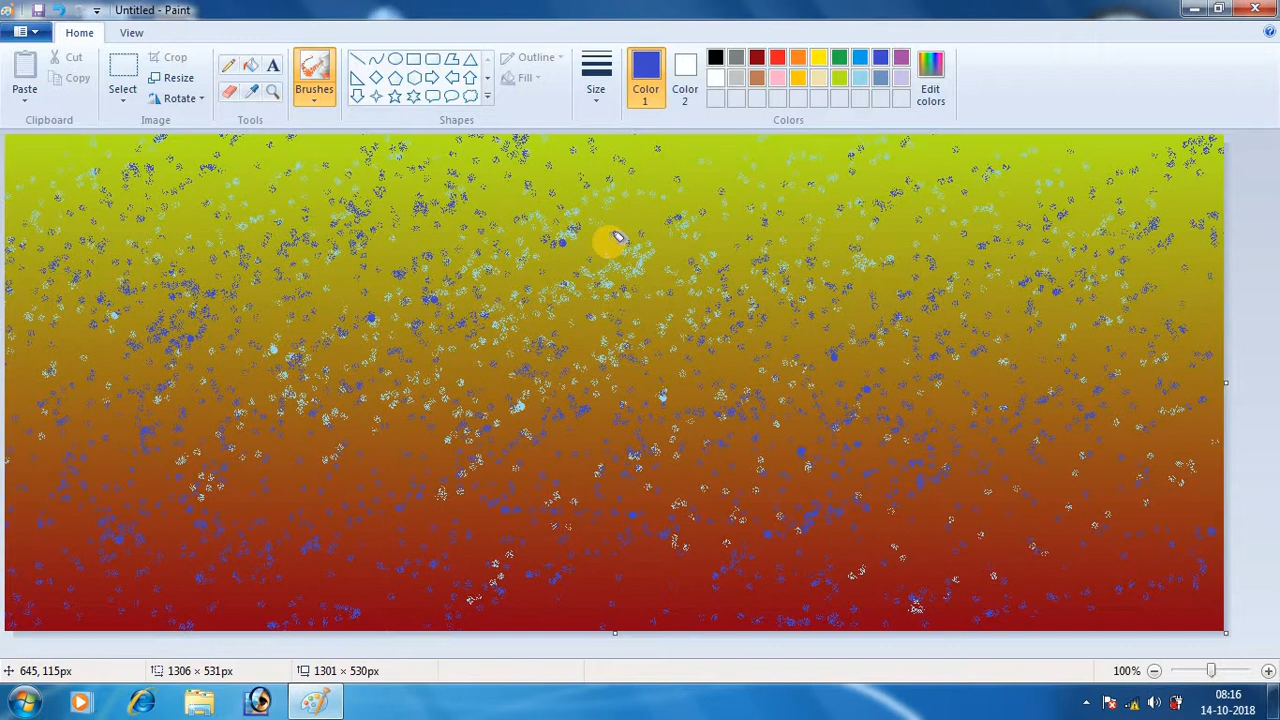 Untitled - Paint
Home
View
Paste
Cut
Copy
Clipboard
Select
Crop
Resize
Rotate
Image
Tools
Brushes
Outline
Fill
Shapes
Size
Color 1
Color 2
Edit colors
Colors
645, 115px
1306 × 531px
1301 × 530px
100%
08:16
14-10-2018